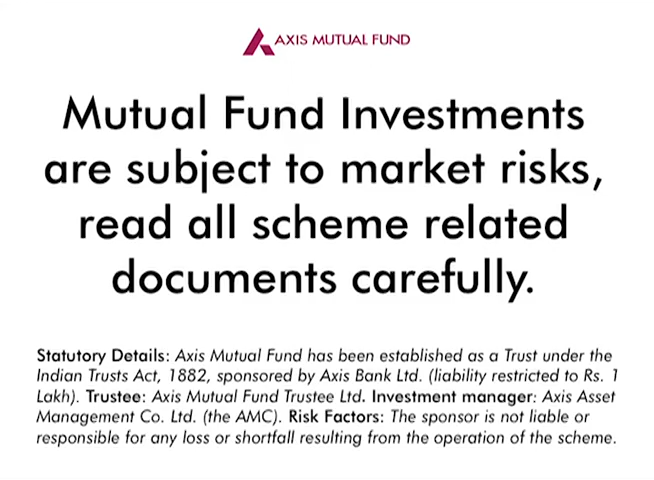 AXIS MUTUAL FUND
Mutual Fund Investments
are subject to market risks,
read all scheme related
documents carefully.
Statutory Details: Axis Mutual Fund has been established as a Trust under the
Indian Trusts Act, 1882, sponsored by Axis Bank Ltd. (liability restricted to Rs. 1
Lakh). Trustee: Axis Mutual Fund Trustee Ltd. Investment manager: Axis Asset
Management Co. Ltd. (the AMC). Risk Factors: The sponsor is not liable or
responsible for any loss or shortfall resulting from the operation of the scheme.